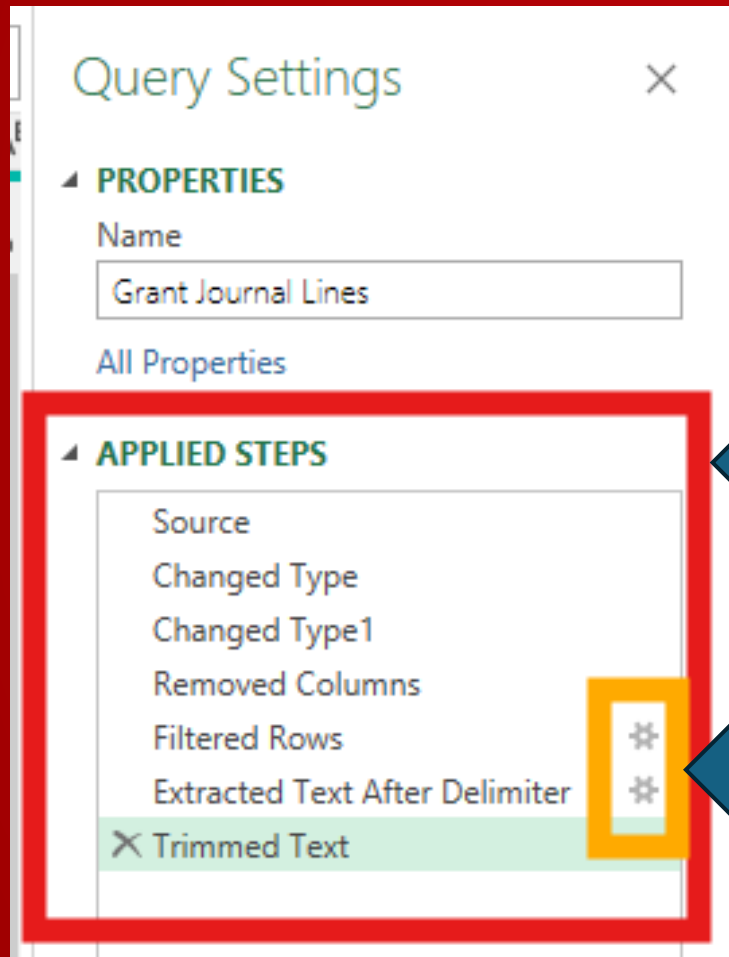 Query Settings
PROPERTIES
Name
Grant Journal Lines
All Properties
APPLIED STEPS
Source
Changed Type
Changed Type1
Removed Columns
Filtered Rows
Extracted Text After Delimiter
Trimmed Text